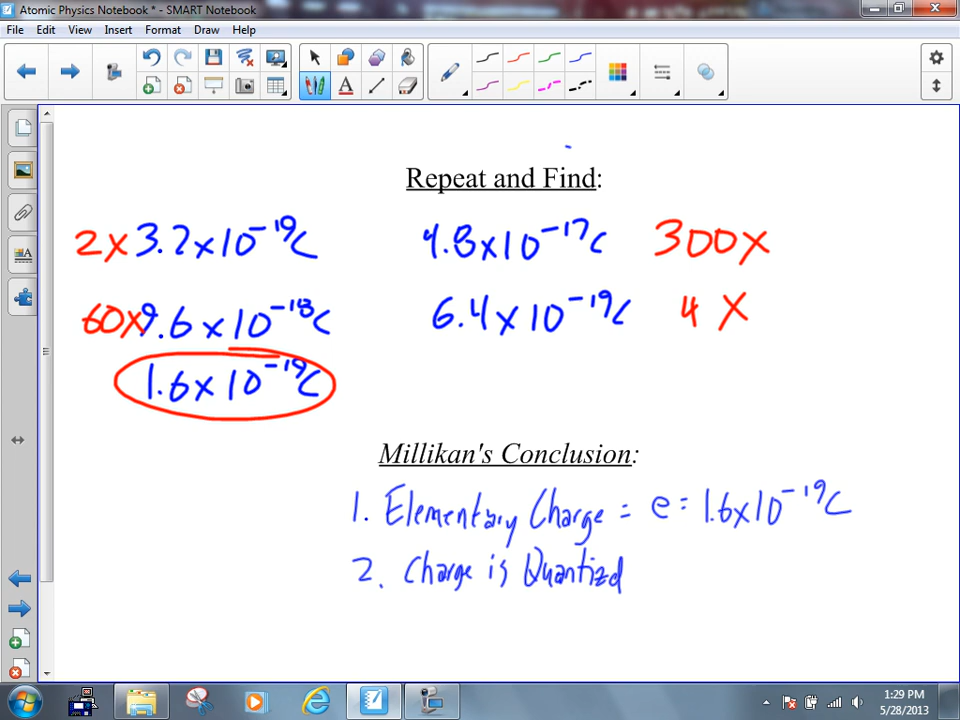 Atomic Physics Notebook * - SMART Notebook
File Edit View Insert Format Draw Help
Repeat and Find:
2x 3.2x10⁻¹⁹C 4.8x10⁻¹⁷C 300x
60x 9.6x10⁻¹⁸C 6.4x10⁻¹⁹C 4x
1.6x10⁻¹⁹C
Millikan's Conclusion:
1. Elementary Charge = e = 1.6x10⁻¹⁹C
2. Charge is Quantized
1:29 PM
5/28/2013